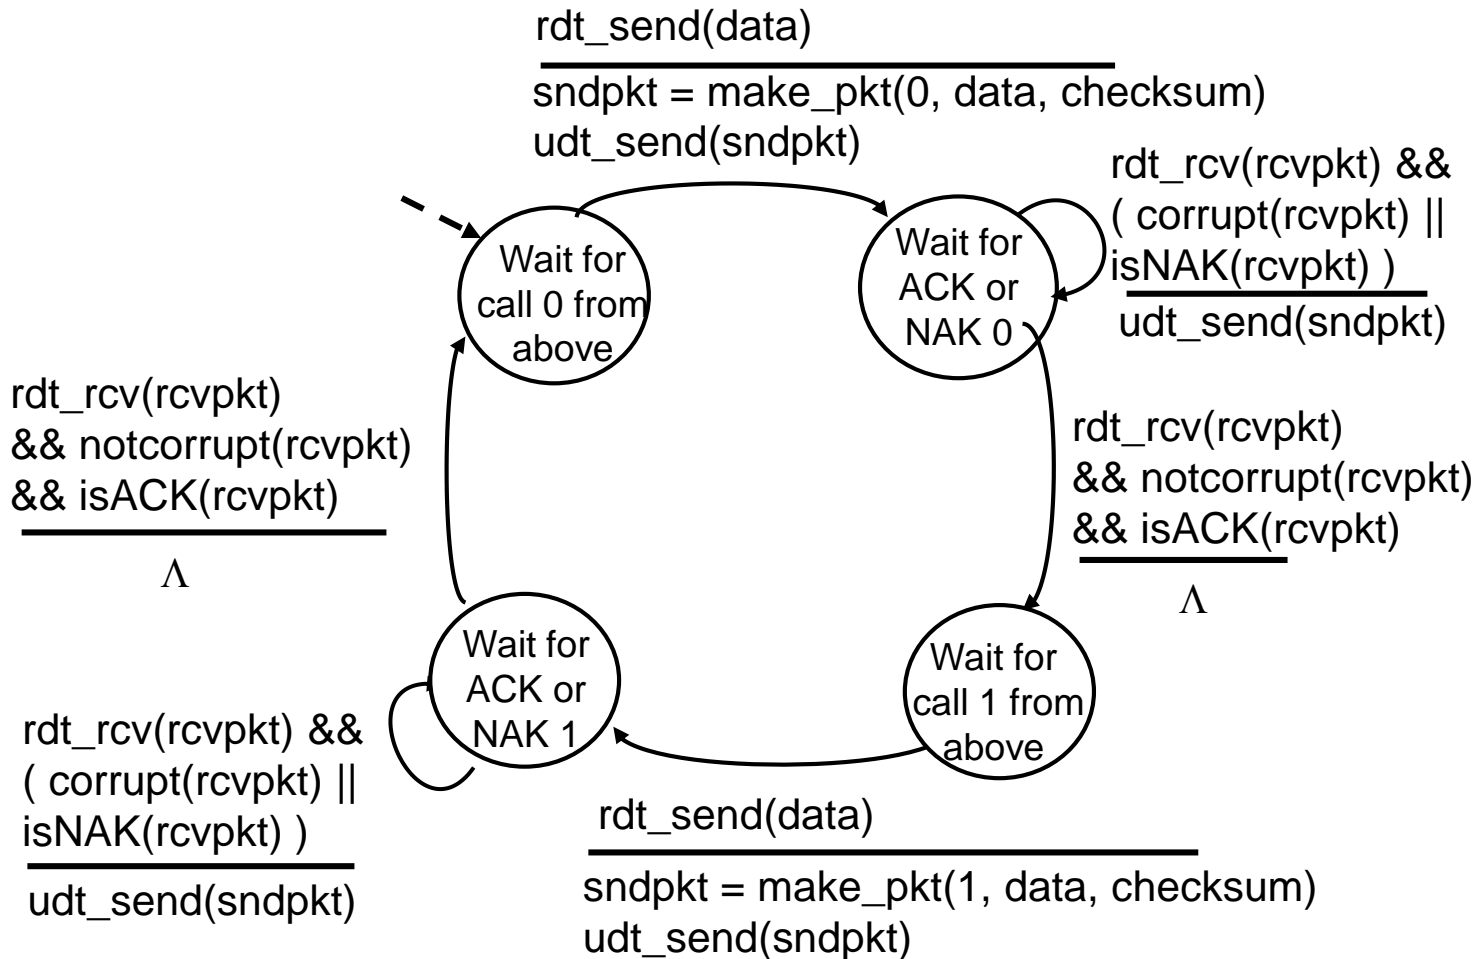 rdt_send(data)
sndpkt = make_pkt(0, data, checksum)
udt_send(sndpkt)
rdt_rcv(rcvpkt) &&
( corrupt(rcvpkt) ||
isNAK(rcvpkt) )
udt_send(sndpkt)
Wait for
call 0 from
above
Wait for
ACK or
NAK 0
rdt_rcv(rcvpkt)
&& notcorrupt(rcvpkt)
&& isACK(rcvpkt)
Λ
rdt_rcv(rcvpkt)
&& notcorrupt(rcvpkt)
&& isACK(rcvpkt)
Λ
Wait for
ACK or
NAK 1
Wait for
call 1 from
above
rdt_rcv(rcvpkt) &&
( corrupt(rcvpkt) ||
isNAK(rcvpkt) )
udt_send(sndpkt)
rdt_send(data)
sndpkt = make_pkt(1, data, checksum)
udt_send(sndpkt)